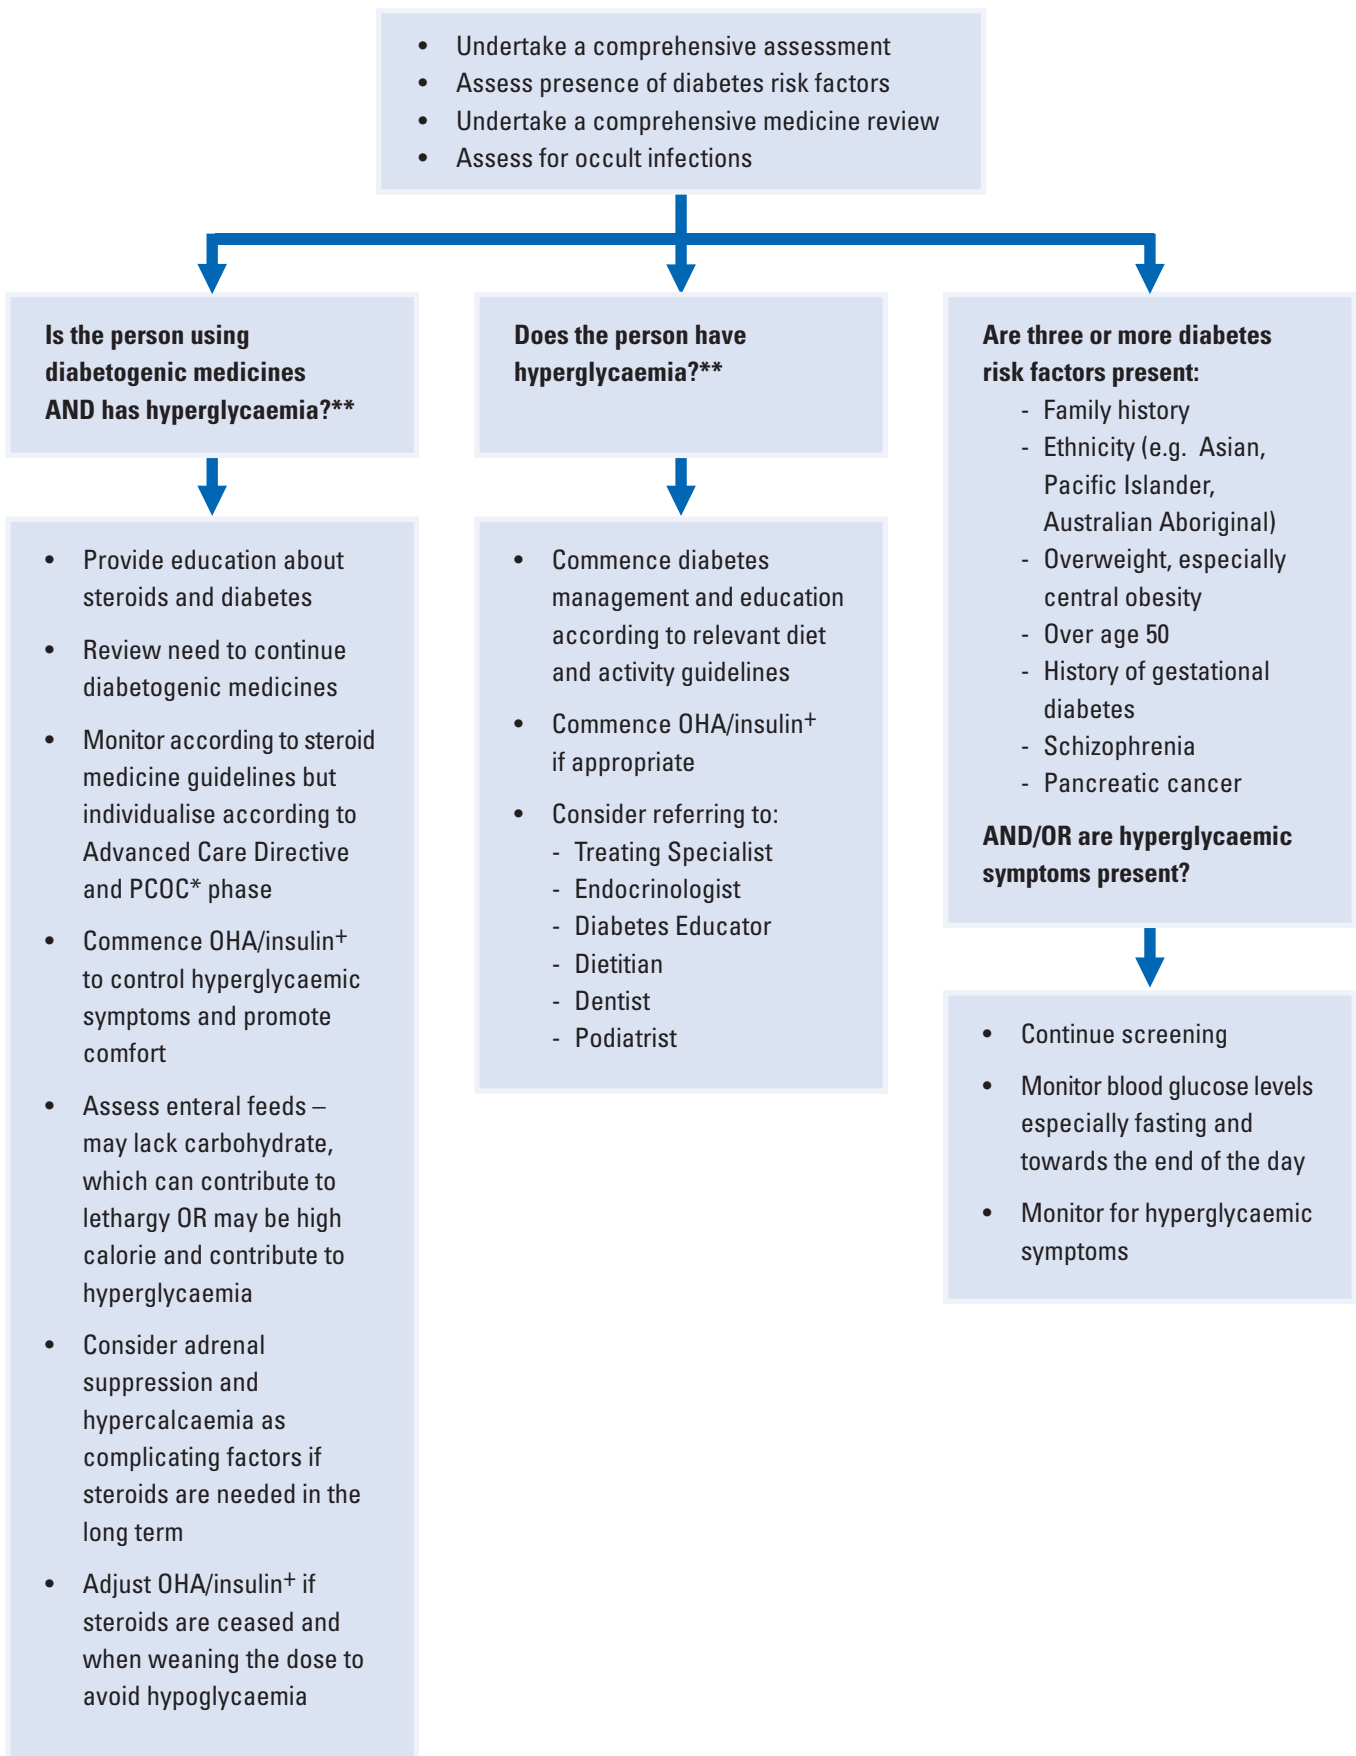 • Undertake a comprehensive assessment
• Assess presence of diabetes risk factors
• Undertake a comprehensive medicine review
• Assess for occult infections
Is the person using
diabetogenic medicines
AND has hyperglycaemia?**
• Provide education about
steroids and diabetes
• Review need to continue
diabetogenic medicines
• Monitor according to steroid
medicine guidelines but
individualise according to
Advanced Care Directive
and PCOC* phase
• Commence OHA/insulin+
to control hyperglycaemic
symptoms and promote
comfort
• Assess enteral feeds –
may lack carbohydrate,
which can contribute to
lethargy OR may be high
calorie and contribute to
hyperglycaemia
• Consider adrenal
suppression and
hypercalcaemia as
complicating factors if
steroids are needed in the
long term
• Adjust OHA/insulin+ if
steroids are ceased and
when weaning the dose to
avoid hypoglycaemia
Does the person have
hyperglycaemia?**
• Commence diabetes
management and education
according to relevant diet
and activity guidelines
• Commence OHA/insulin+
if appropriate
• Consider referring to:
- Treating Specialist
- Endocrinologist
- Diabetes Educator
- Dietitian
- Dentist
- Podiatrist
Are three or more diabetes
risk factors present:
- Family history
- Ethnicity (e.g. Asian,
Pacific Islander,
Australian Aboriginal)
- Overweight, especially
central obesity
- Over age 50
- History of gestational
diabetes
- Schizophrenia
- Pancreatic cancer
AND/OR are hyperglycaemic
symptoms present?
• Continue screening
• Monitor blood glucose levels
especially fasting and
towards the end of the day
• Monitor for hyperglycaemic
symptoms